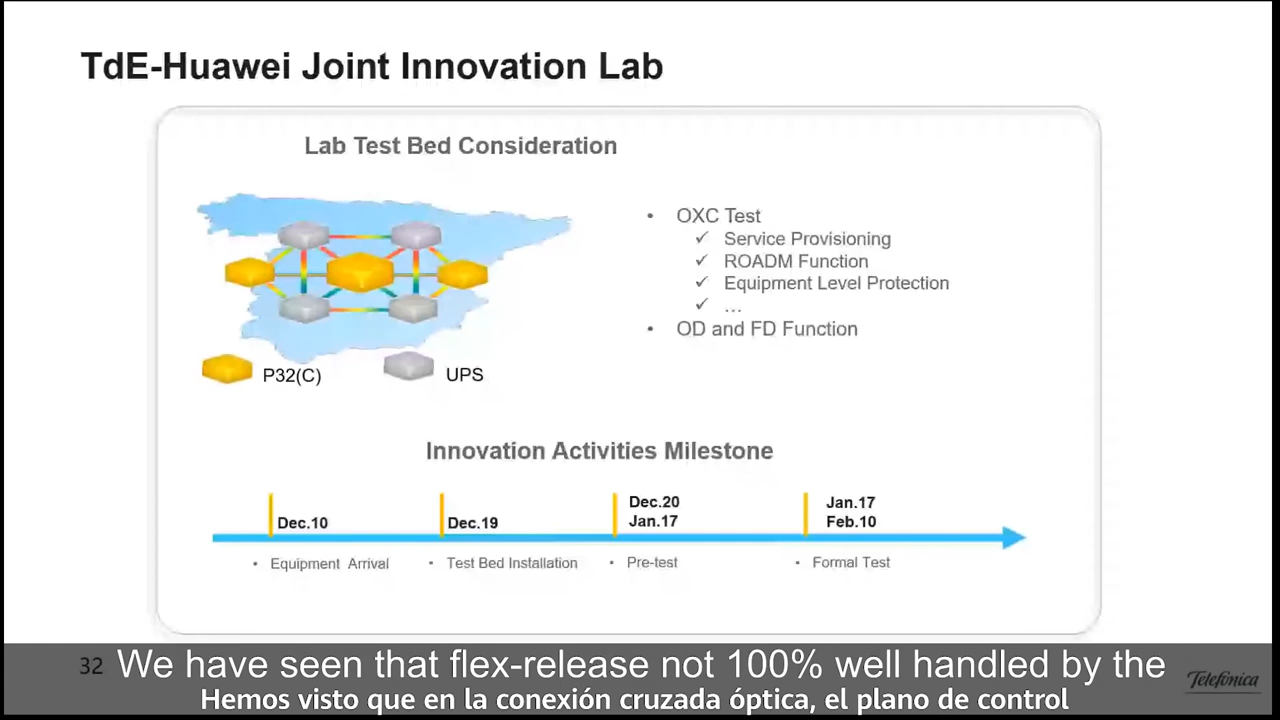 TdE-Huawei Joint Innovation Lab
Lab Test Bed Consideration
• OXC Test
✓ Service Provisioning
✓ ROADM Function
✓ Equipment Level Protection
✓ ...
• OD and FD Function
P32(C)
UPS
Innovation Activities Milestone
Dec.10
Dec.19
Dec.20
Jan.17
Jan.17
Feb.10
• Equipment Arrival
• Test Bed Installation
• Pre-test
• Formal Test
32
We have seen that flex-release not 100% well handled by the
Hemos visto que en la conexión cruzada óptica, el plano de control
Telefónica